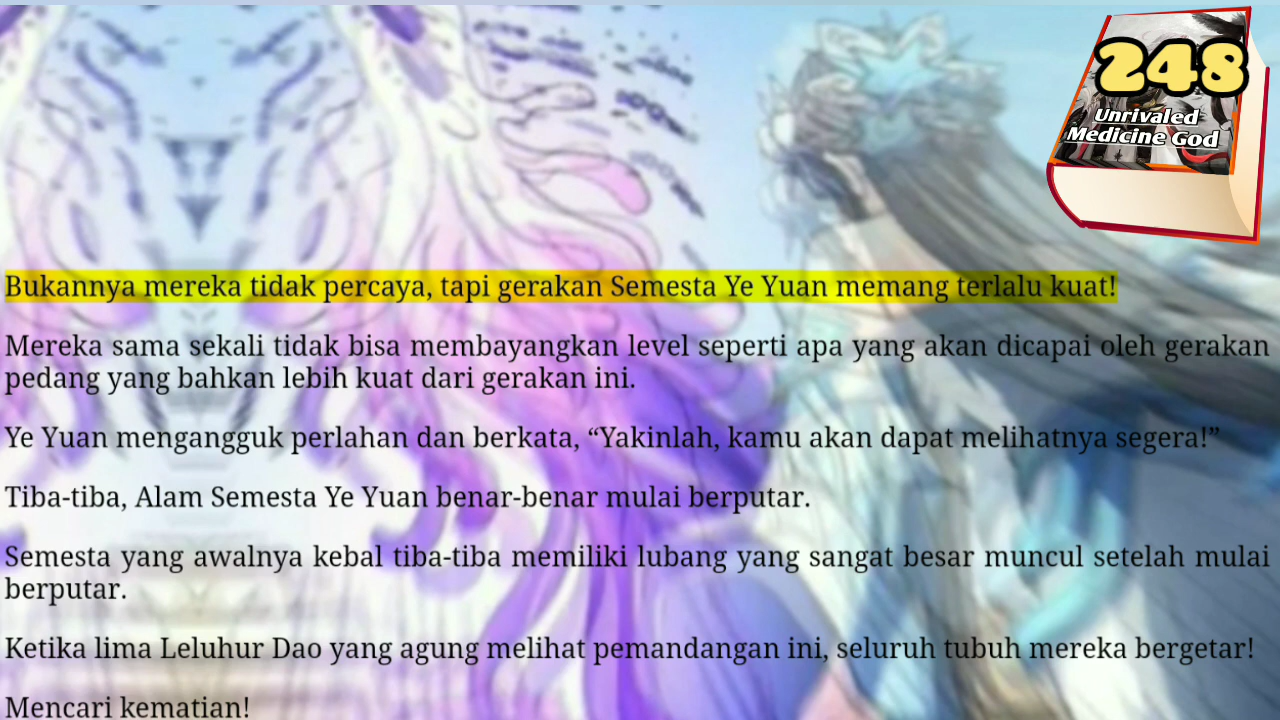 248
Unrivaled
Medicine God
Bukannya mereka tidak percaya, tapi gerakan Semesta Ye Yuan memang terlalu kuat!
Mereka sama sekali tidak bisa membayangkan level seperti apa yang akan dicapai oleh gerakan
pedang yang bahkan lebih kuat dari gerakan ini.
Ye Yuan mengangguk perlahan dan berkata, “Yakinlah, kamu akan dapat melihatnya segera!”
Tiba-tiba, Alam Semesta Ye Yuan benar-benar mulai berputar.
Semesta yang awalnya kebal tiba-tiba memiliki lubang yang sangat besar muncul setelah mulai
berputar.
Ketika lima Leluhur Dao yang agung melihat pemandangan ini, seluruh tubuh mereka bergetar!
Mencari kematian!